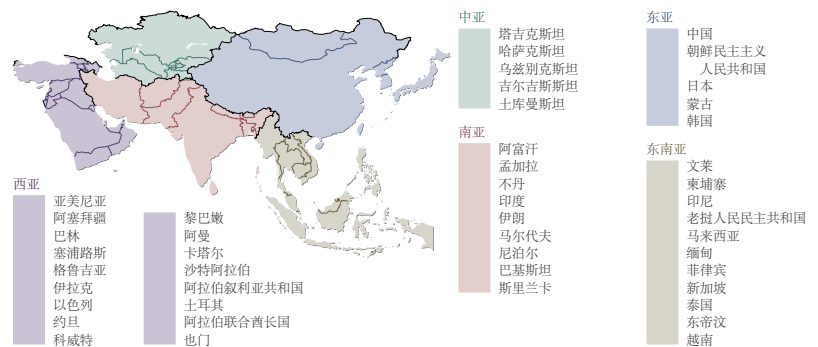 中亚
塔吉克斯坦
哈萨克斯坦
乌兹别克斯坦
吉尔吉斯斯坦
土库曼斯坦
东亚
中国
朝鲜民主主义
人民共和国
日本
蒙古
韩国
南亚
阿富汗
孟加拉
不丹
印度
伊朗
马尔代夫
尼泊尔
巴基斯坦
斯里兰卡
东南亚
文莱
柬埔寨
印尼
老挝人民民主共和国
马来西亚
缅甸
菲律宾
新加坡
泰国
东帝汶
越南
西亚
亚美尼亚
阿塞拜疆
巴林
塞浦路斯
格鲁吉亚
伊拉克
以色列
约旦
科威特
黎巴嫩
阿曼
卡塔尔
沙特阿拉伯
阿拉伯叙利亚共和国
土耳其
阿拉伯联合酋长国
也门